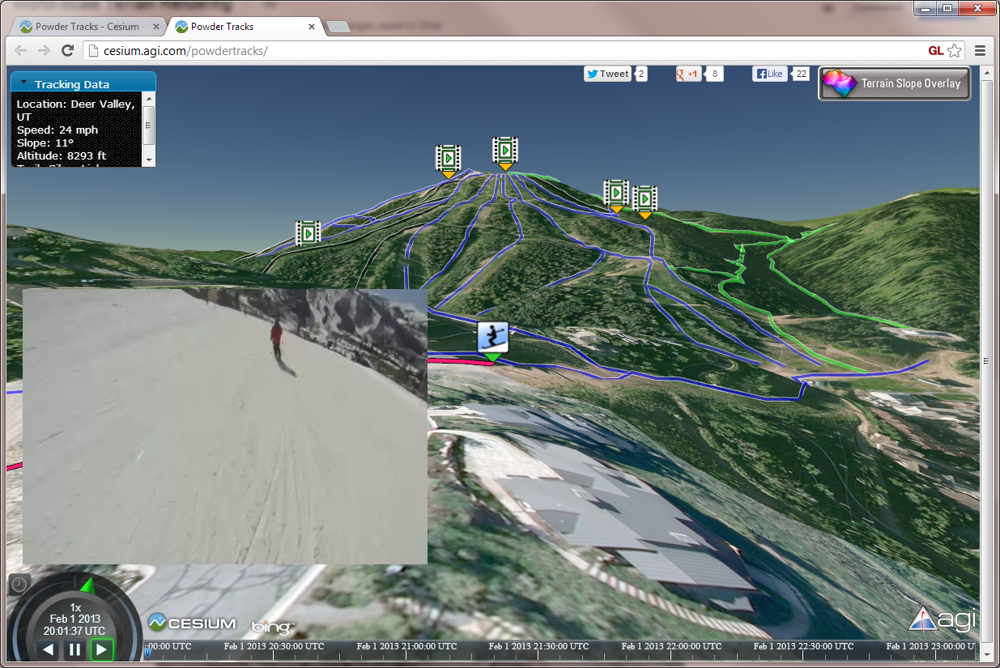 Powder Tracks - Cesium -
Powder Tracks
cesium.agi.com/powdertracks/
GL
Tracking Data
Location: Deer Valley,
UT
Speed: 24 mph
Slope: 11°
Altitude: 8293 ft
Tweet 2
g +1 8
Like 22
Terrain Slope Overlay
1x
Feb 1 2013
20:01:37 UTC
CESIUM
bing
agi
:00:00 UTC Feb 1 2013 20:30:00 UTC Feb 1 2013 21:00:00 UTC Feb 1 2013 21:30:00 UTC Feb 1 2013 22:00:00 UTC Feb 1 2013 22:30:00 UTC Feb 1 2013 23:00:00 U